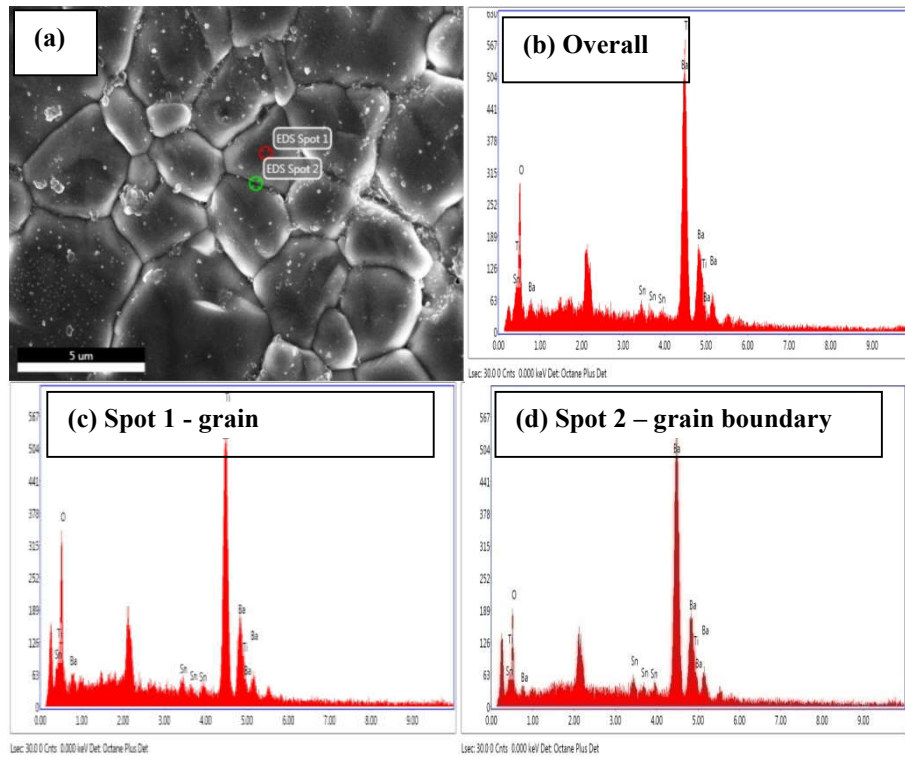 (a)
EDS Spot 1
EDS Spot 2
5 um
(b) Overall
630
567
504
441
378
315
252
189
126
63
0
Ti
Ba
O
Ti
Sn
Ba
Sn
Sn
Sn
Ba
Ti
Ba
Ba
0.00 1.00 2.00 3.00 4.00 5.00 6.00 7.00 8.00 9.00
Lsec: 30.0 0 Cnts 0.000 keV Det: Octane Plus Det
(c) Spot 1 - grain
567
504
441
378
315
252
189
126
63
0
Ti
O
Ti
Sn
Ba
Sn
Sn
Sn
Ba
Ti
Ba
Ba
0.00 1.00 2.00 3.00 4.00 5.00 6.00 7.00 8.00 9.00
Lsec: 30.0 0 Cnts 0.000 keV Det: Octane Plus Det
(d) Spot 2 – grain boundary
567
504
441
378
315
252
189
126
63
0
Ba
O
Ti
Sn
Ba
Sn
Sn
Sn
Ba
Ti
Ba
Ba
0.00 1.00 2.00 3.00 4.00 5.00 6.00 7.00 8.00 9.00
Lsec: 30.0 0 Cnts 0.000 keV Det: Octane Plus Det